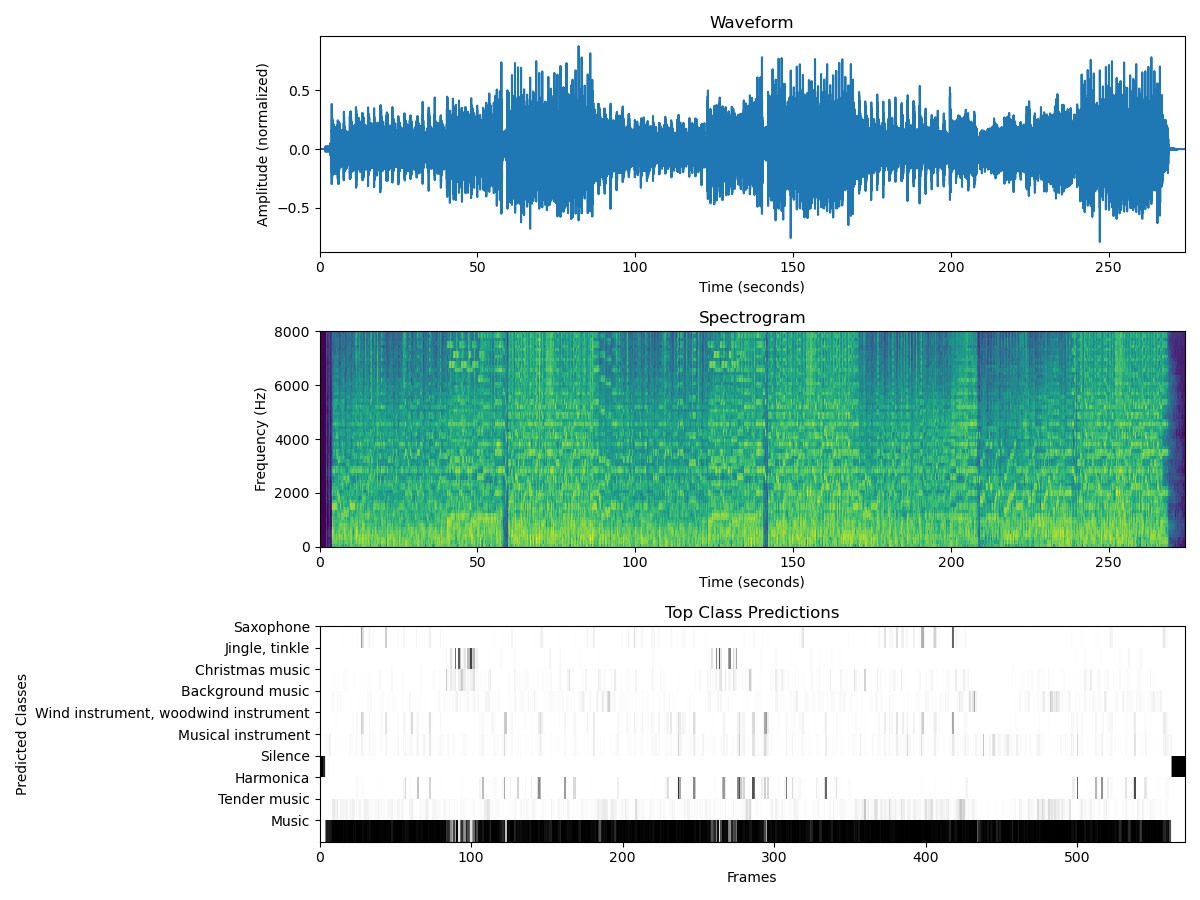 Waveform
Amplitude (normalized)
0.5
0.0
−0.5
0 50 100 150 200 250
Time (seconds)
Spectrogram
Frequency (Hz)
8000
6000
4000
2000
0
0 50 100 150 200 250
Time (seconds)
Top Class Predictions
Predicted Classes
Saxophone
Jingle, tinkle
Christmas music
Background music
Wind instrument, woodwind instrument
Musical instrument
Silence
Harmonica
Tender music
Music
0 100 200 300 400 500
Frames